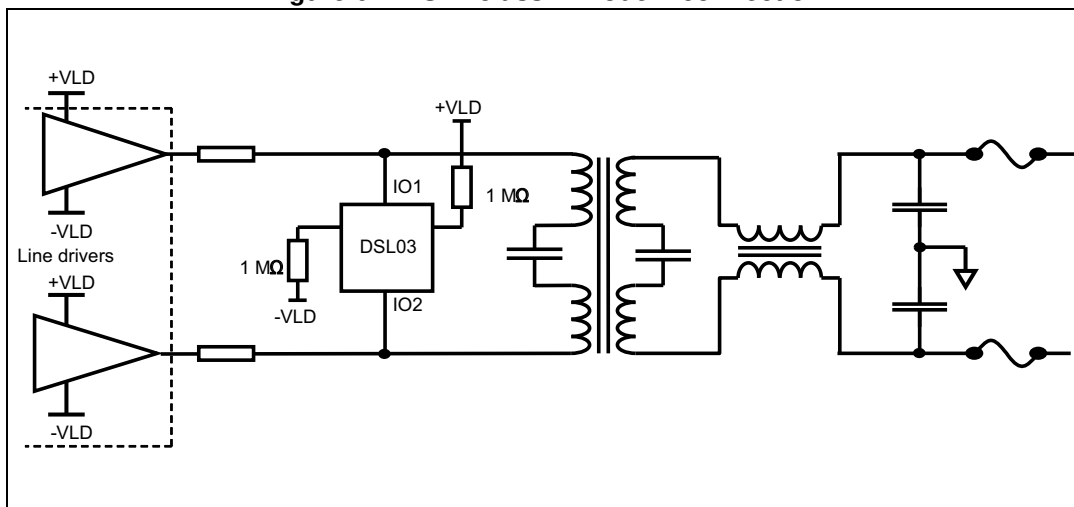 +VLD
+VLD
IO1
1 MΩ
-VLD
Line drivers
DSL03
1 MΩ
+VLD
-VLD
IO2
-VLD